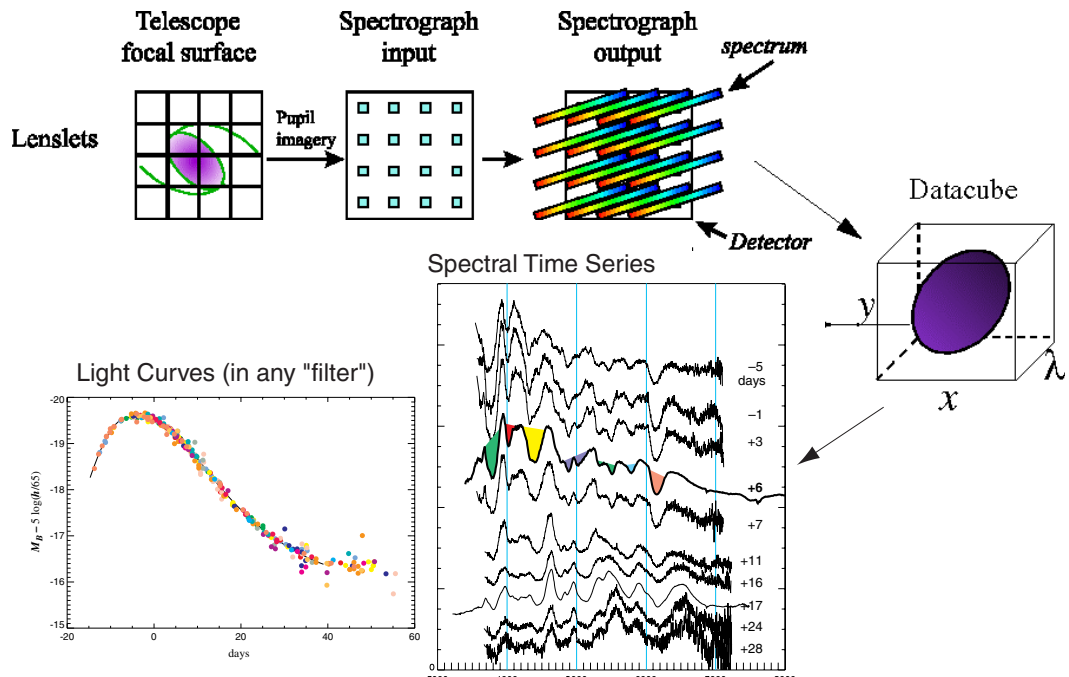 Telescope
focal surface
Spectrograph
input
Spectrograph
output
spectrum
Lenslets
Pupil
imagery
Detector
Datacube
y
x
λ
Spectral Time Series
−5
days
−1
+3
+6
+7
+11
+16
+17
+24
+28
0
Light Curves (in any "filter")
-20
-19
-18
-17
-16
-15
M_B − 5 log(h/65)
-20 0 20 40 60
days